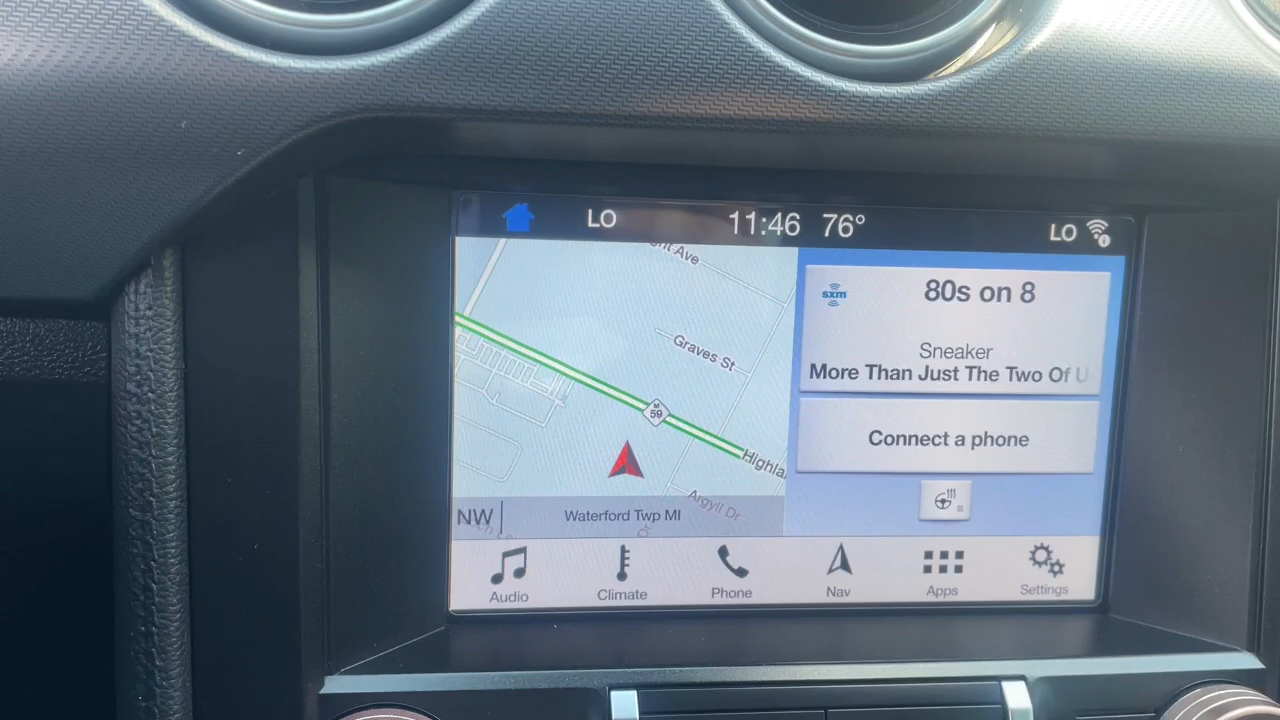 LO 11:46 76° LO
Ave
sxm
80s on 8
Graves St
Sneaker
More Than Just The Two Of U
M
59
Connect a phone
Highla
Argyll Dr
NW
Waterford Twp MI
Dr
Audio
Climate
Phone
Nav
Apps
Settings